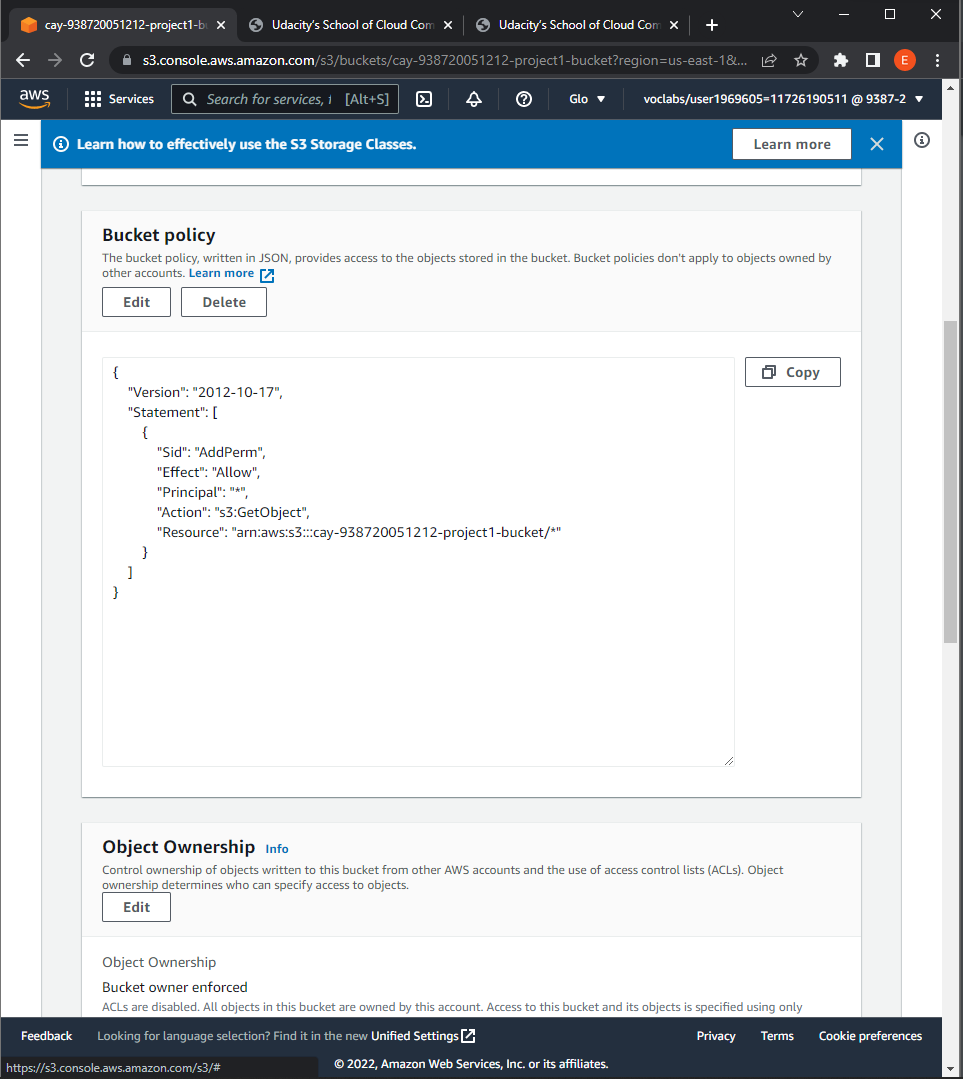 cay-938720051212-project1-bu
Udacity's School of Cloud Com
Udacity's School of Cloud Com
s3.console.aws.amazon.com/s3/buckets/cay-938720051212-project1-bucket?region=us-east-1&...
E
aws
Services
Search for services,
[Alt+S]
Glo
voclabs/user1969605=11726190511 @ 9387-2
Learn how to effectively use the S3 Storage Classes.
Learn more
Bucket policy
The bucket policy, written in JSON, provides access to the objects stored in the bucket. Bucket policies don't apply to objects owned by
other accounts. Learn more
Edit
Delete
{
"Version": "2012-10-17",
"Statement": [
{
"Sid": "AddPerm",
"Effect": "Allow",
"Principal": "*",
"Action": "s3:GetObject",
"Resource": "arn:aws:s3:::cay-938720051212-project1-bucket/*"
}
]
}
Copy
Object Ownership Info
Control ownership of objects written to this bucket from other AWS accounts and the use of access control lists (ACLs). Object
ownership determines who can specify access to objects.
Edit
Object Ownership
Bucket owner enforced
ACLs are disabled. All objects in this bucket are owned by this account. Access to this bucket and its objects is specified using only
Feedback
Looking for language selection? Find it in the new Unified Settings
Privacy
Terms
Cookie preferences
https://s3.console.aws.amazon.com/s3/#
© 2022, Amazon Web Services, Inc. or its affiliates.